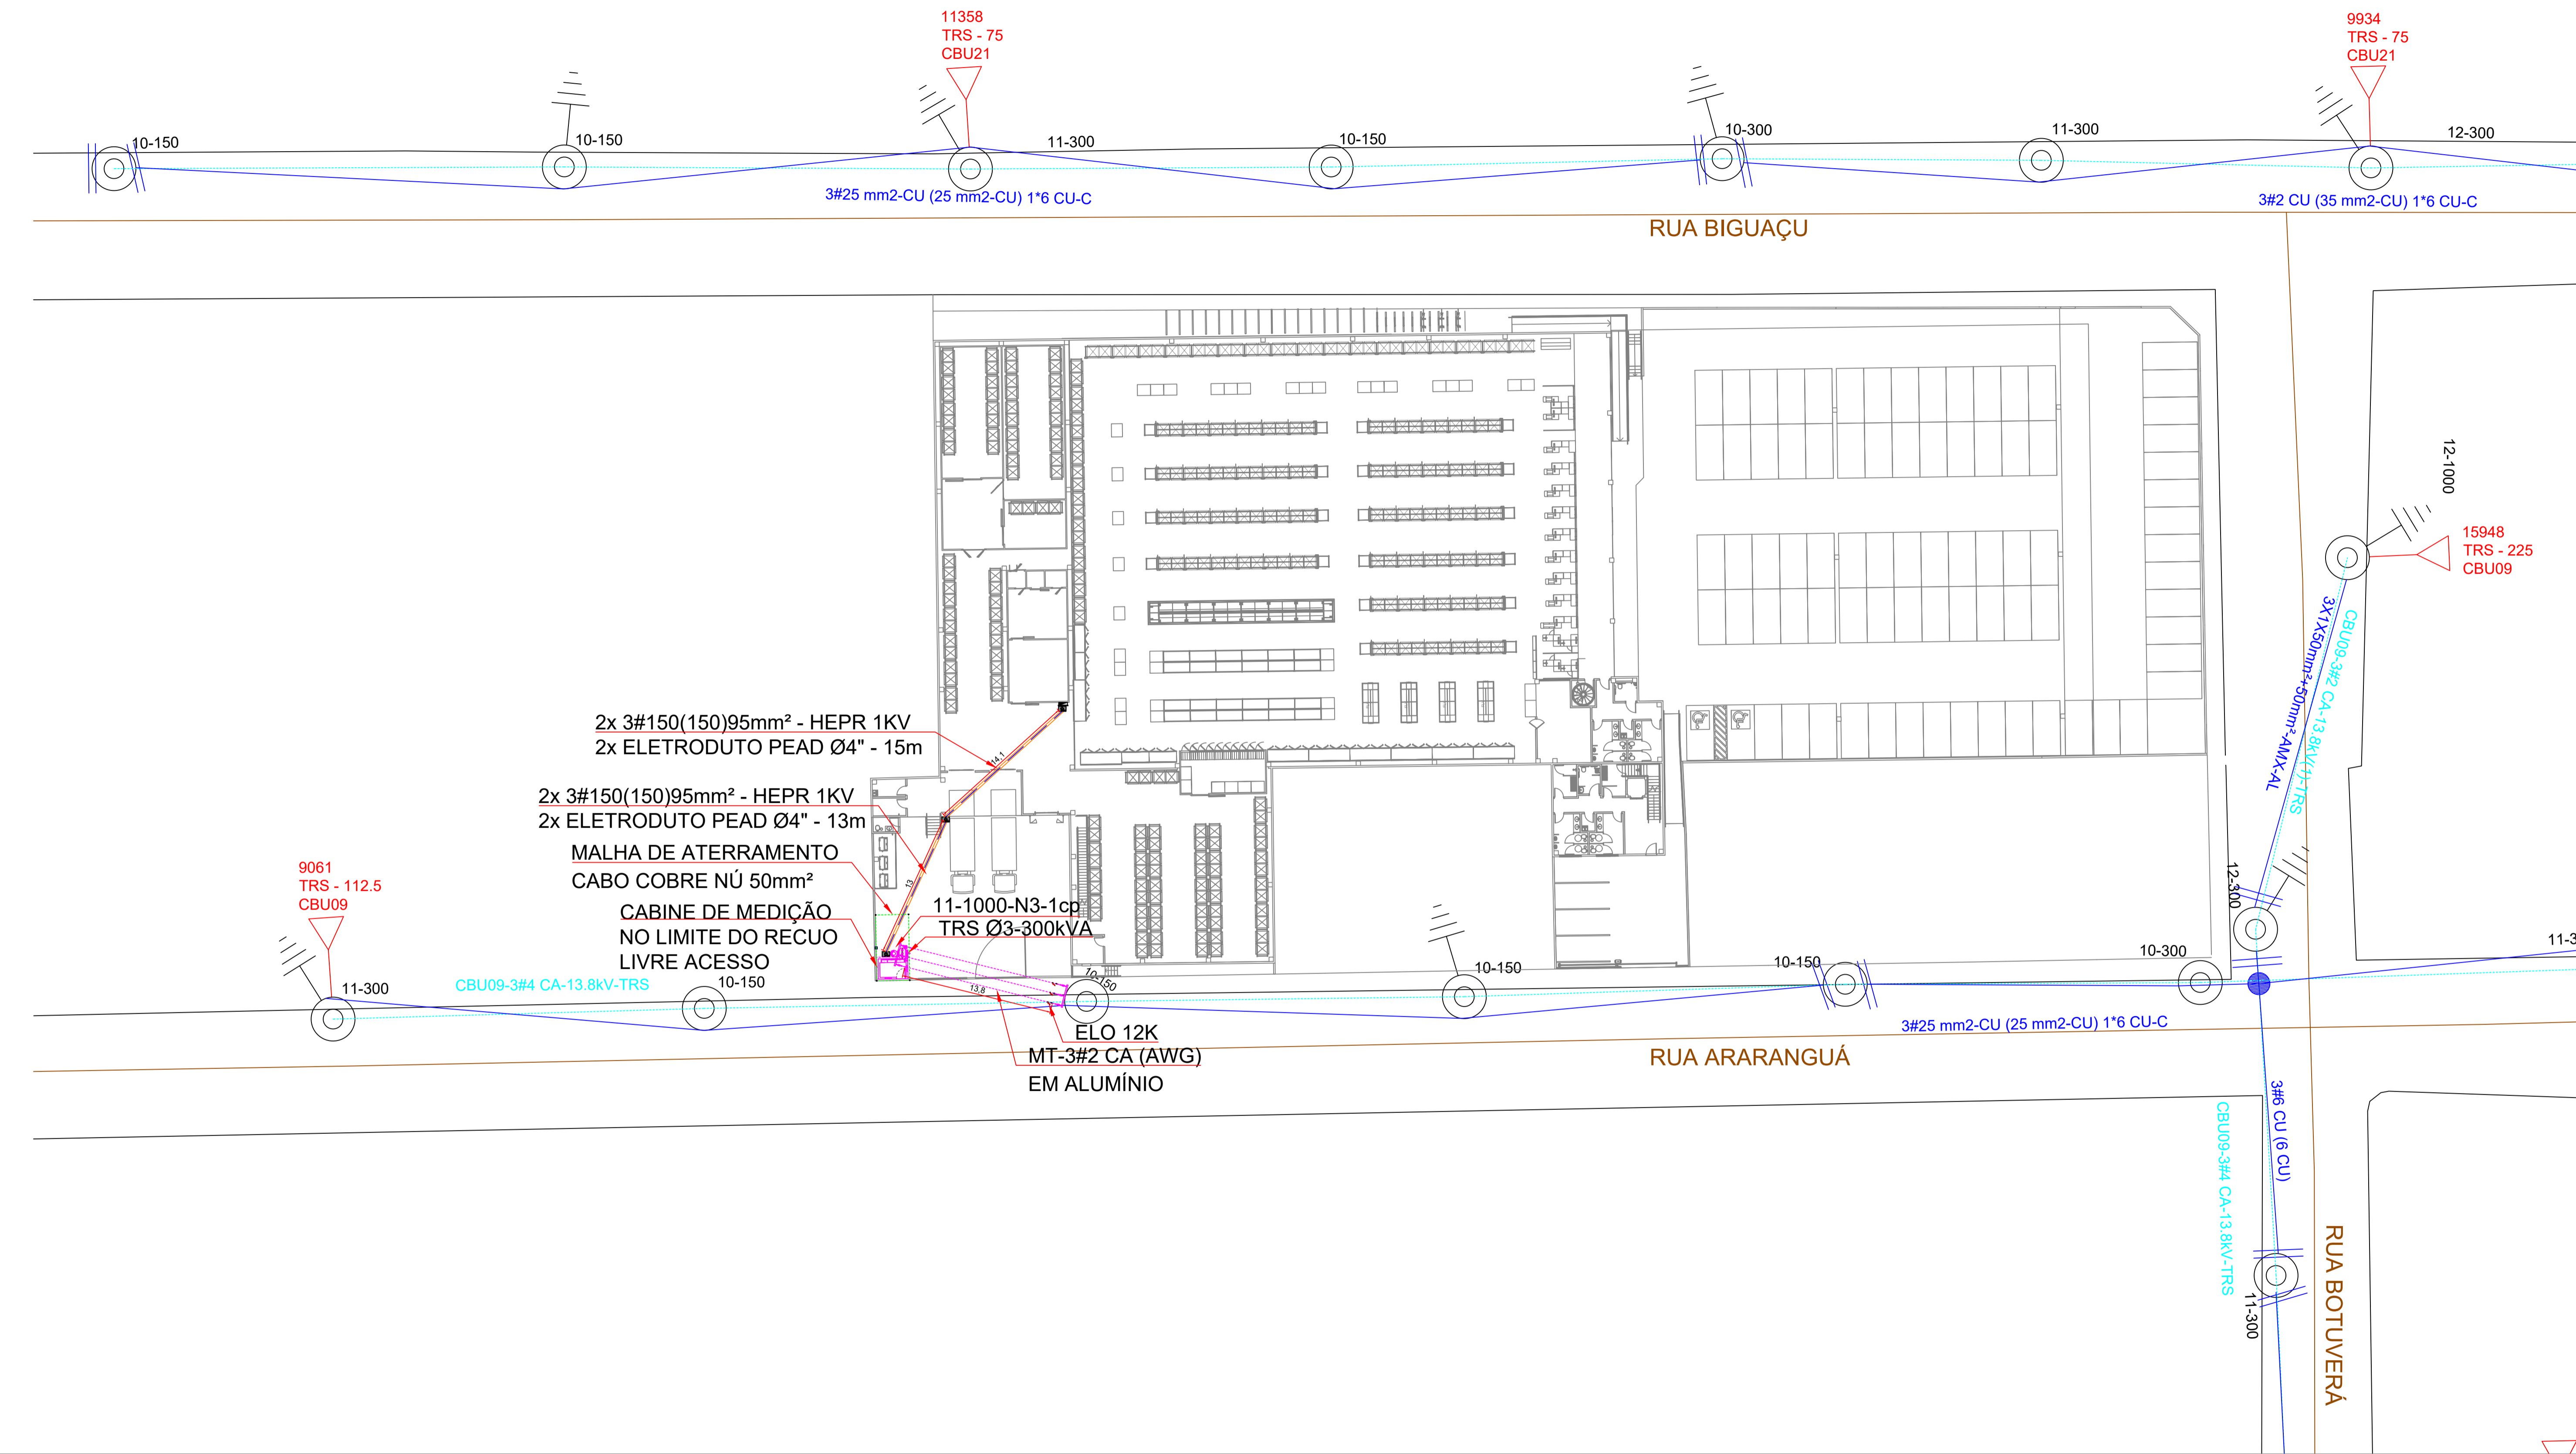 11358
TRS - 75
CBU21
9934
TRS - 75
CBU21
10-150
10-150
11-300
10-150
10-300
11-300
12-300
3#25 mm2-CU (25 mm2-CU) 1*6 CU-C
3#2 CU (35 mm2-CU) 1*6 CU-C
RUA BIGUAÇU
12-1000
15948
TRS - 225
CBU09
3X1X50mm²+50mm²-AMX-AL
CBU09-3#2 CA-13.8kV(1)-TRS
2x 3#150(150)95mm² - HEPR 1KV
2x ELETRODUTO PEAD Ø4" - 15m
14,1
2x 3#150(150)95mm² - HEPR 1KV
2x ELETRODUTO PEAD Ø4" - 13m
13
MALHA DE ATERRAMENTO
CABO COBRE NÚ 50mm²
CABINE DE MEDIÇÃO
NO LIMITE DO RECUO
LIVRE ACESSO
11-1000-N3-1cp
TRS Ø3-300kVA
9061
TRS - 112.5
CBU09
11-300
CBU09-3#4 CA-13.8kV-TRS
10-150
13,8
10-150
10-150
10-150
10-300
12-300
11-3
ELO 12K
MT-3#2 CA (AWG)
EM ALUMÍNIO
3#25 mm2-CU (25 mm2-CU) 1*6 CU-C
RUA ARARANGUÁ
3#6 CU (6 CU)
CBU09-3#4 CA-13.8kV-TRS
11-300
RUA BOTUVERÁ